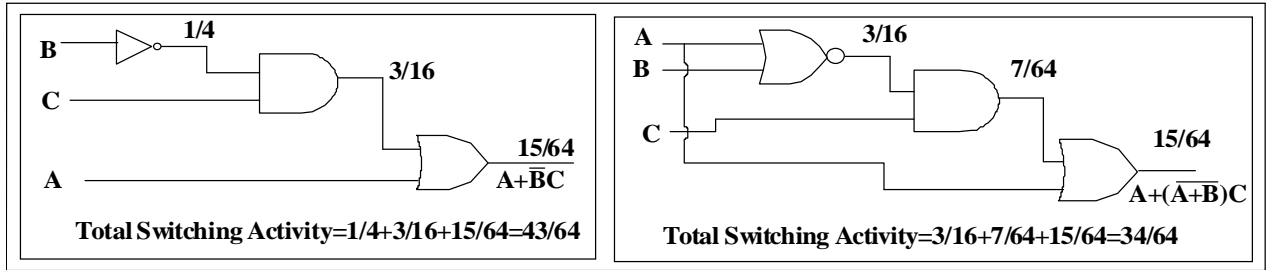 B
1/4
3/16
C
15/64
A
A+B̅C
Total Switching Activity=1/4+3/16+15/64=43/64
A
3/16
B
7/64
C
15/64
A+(A̅+̅B̅)C
Total Switching Activity=3/16+7/64+15/64=34/64